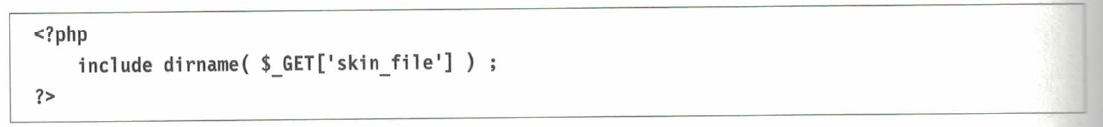 <?php
include dirname( $_GET['skin_file'] ) ;
?>